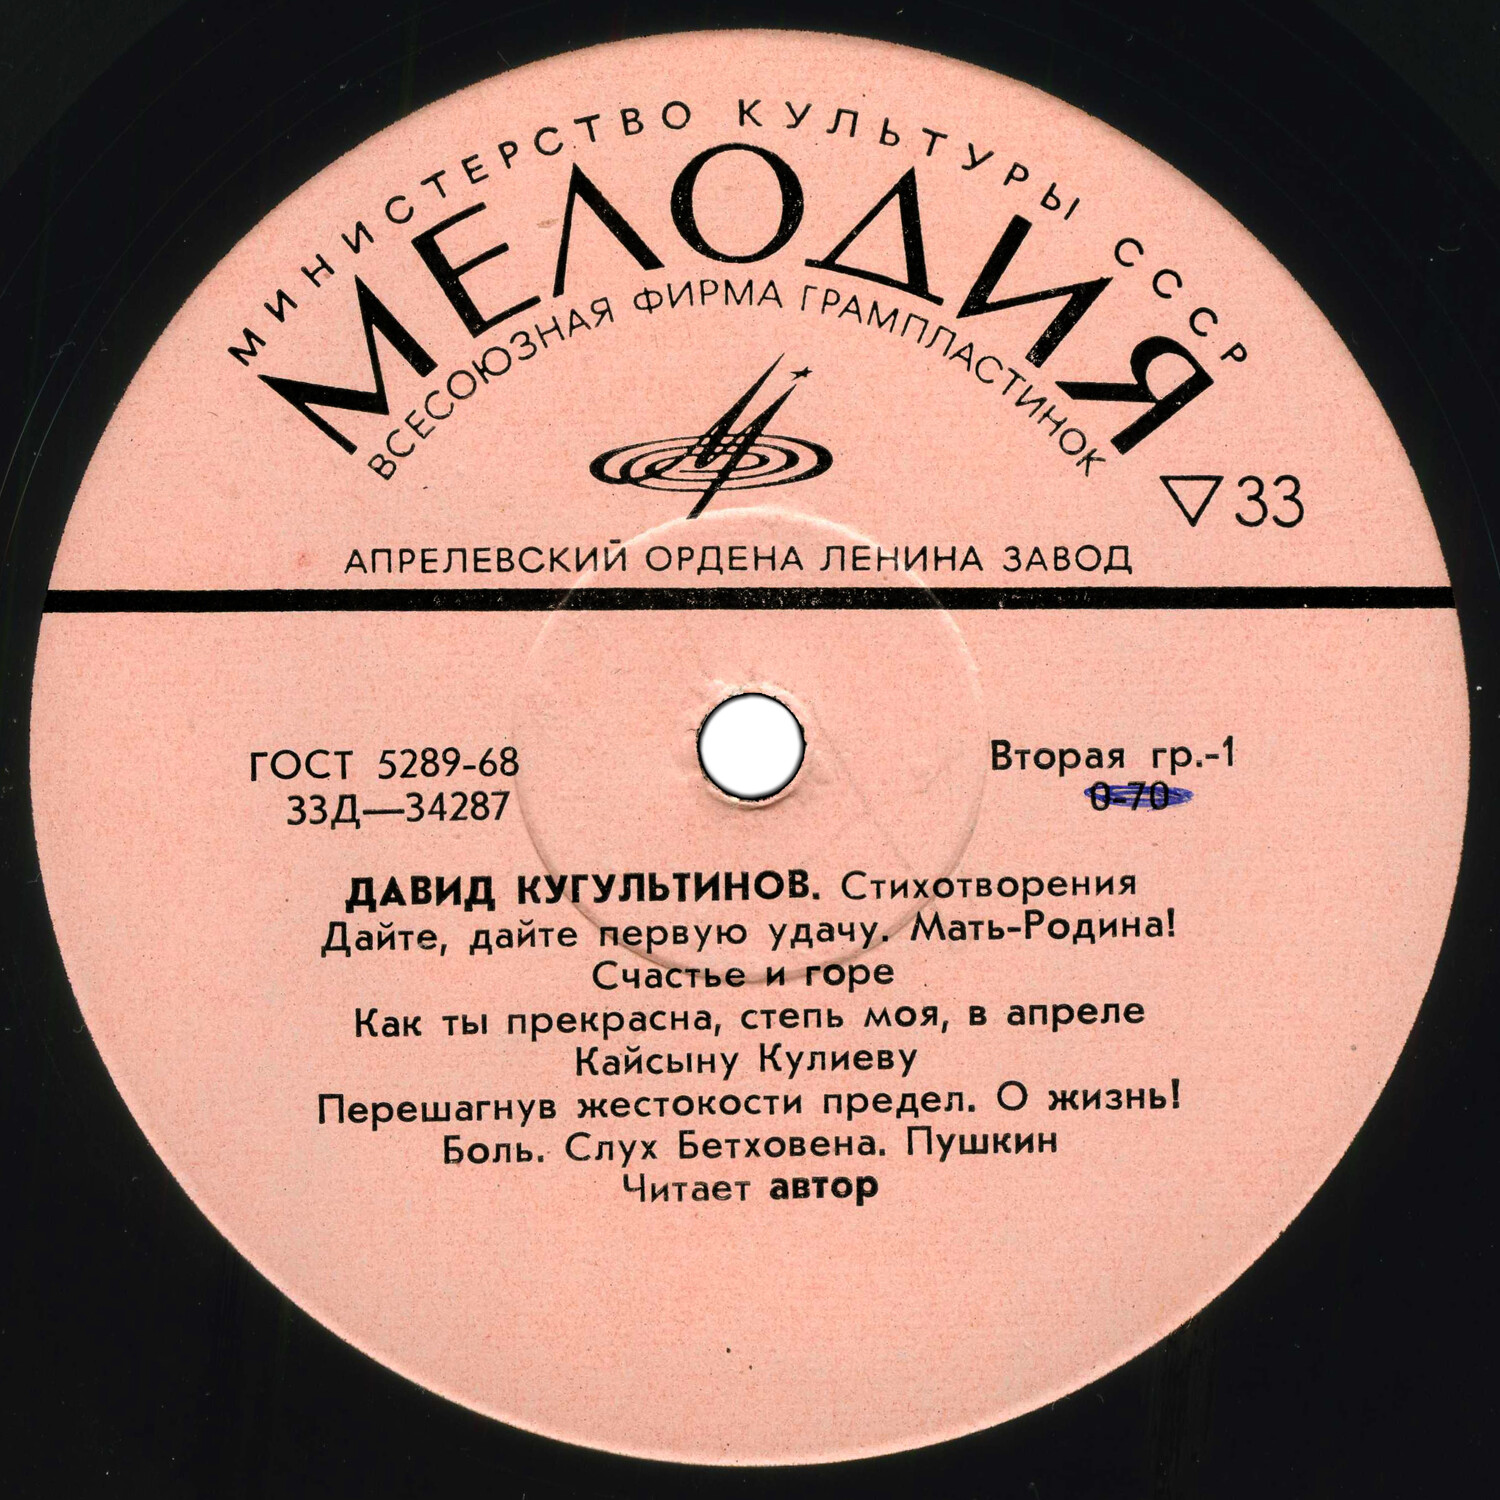 МИНИСТЕРСТВО КУЛЬТУРЫ СССР
МЕЛОДИЯ
ВСЕСОЮЗНАЯ ФИРМА ГРАМПЛАСТИНОК
33
АПРЕЛЕВСКИЙ ОРДЕНА ЛЕНИНА ЗАВОД
ГОСТ 5289-68
33Д—34287
Вторая гр.-1
0-70
ДАВИД КУГУЛЬТИНОВ. Стихотворения
Дайте, дайте первую удачу. Мать-Родина!
Счастье и горе
Как ты прекрасна, степь моя, в апреле
Кайсыну Кулиеву
Перешагнув жестокости предел. О жизнь!
Боль. Слух Бетховена. Пушкин
Читает автор